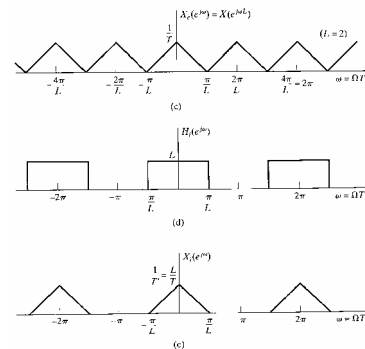 X_e(e^{jω}) = X(e^{jωL})
1/T
(L = 2)
-4π/L -2π/L -π/L π/L 2π/L 4π/L = 2π ω = ΩT'
(c)
H_i(e^{jω})
L
-2π -π π/L π/L π 2π ω = ΩT'
(d)
X_i(e^{jω})
1/T' = L/T
-2π -π -π/L π/L π 2π ω = ΩT'
(e)